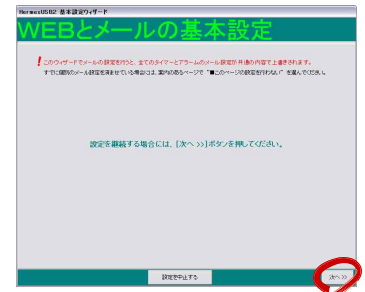 HermesUSB2 基本設定ウィザード
WEBとメールの基本設定
！このウィザードでメールの設定を行うと、全てのタイマーとアラームのメール設定が共通の内容で上書きされます。
すでに個別のメール設定を済ませている場合には、案内のあるページで "■このページの設定を行わない" を選んでください。
設定を継続する場合には、[次へ >>]ボタンを押してください。
設定を中止する
次へ >>